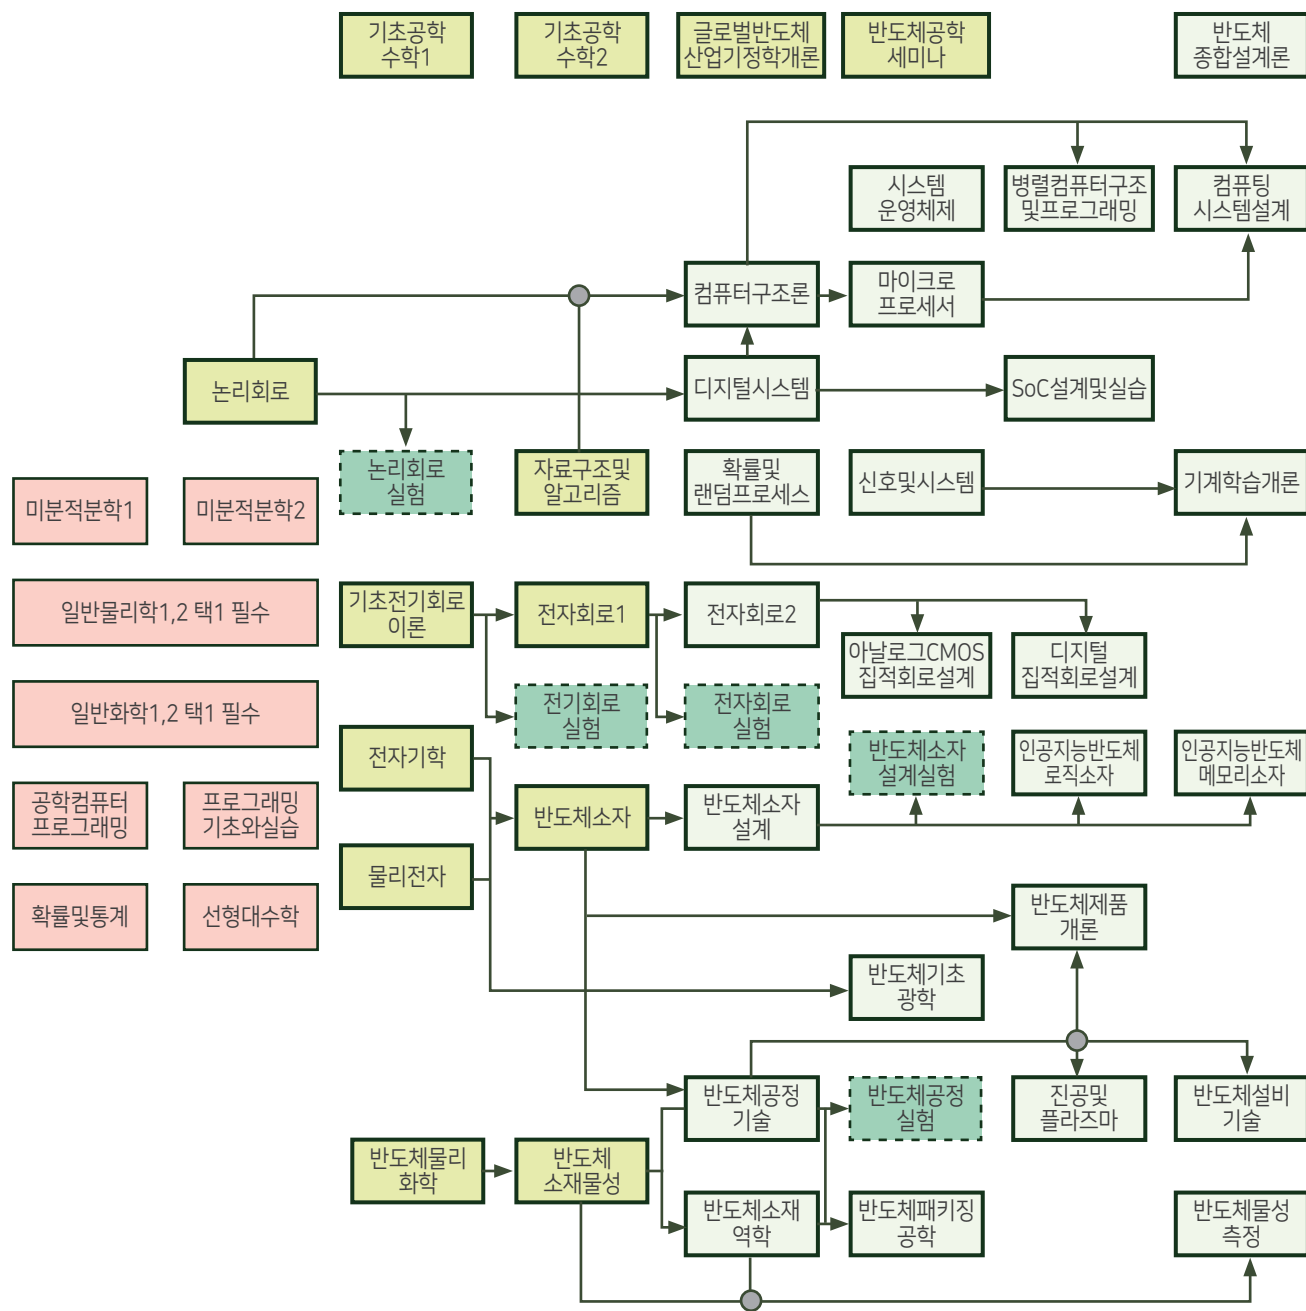 기초공학
수학1
기초공학
수학2
글로벌반도체
산업기정학개론
반도체공학
세미나
반도체
종합설계론
시스템
운영체제
병렬컴퓨터구조
및프로그래밍
컴퓨팅
시스템설계
컴퓨터구조론
마이크로
프로세서
논리회로
디지털시스템
SoC설계및실습
논리회로
실험
자료구조및
알고리즘
확률및
랜덤프로세스
신호및시스템
기계학습개론
미분적분학1
미분적분학2
일반물리학1,2 택1 필수
기초전기회로
이론
전자회로1
전자회로2
아날로그CMOS
집적회로설계
디지털
집적회로설계
일반화학1,2 택1 필수
전기회로
실험
전자회로
실험
전자기학
반도체소자
설계실험
인공지능반도체
로직소자
인공지능반도체
메모리소자
공학컴퓨터
프로그래밍
프로그래밍
기초와실습
반도체소자
반도체소자
설계
물리전자
확률및통계
선형대수학
반도체제품
개론
반도체기초
광학
반도체공정
기술
반도체공정
실험
진공및
플라즈마
반도체설비
기술
반도체물리
화학
반도체
소재물성
반도체소재
역학
반도체패키징
공학
반도체물성
측정